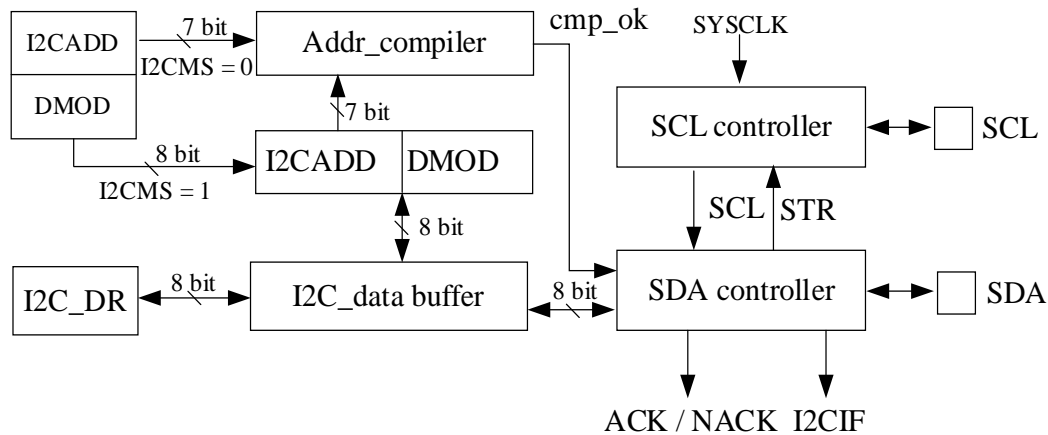 I2CADD
DMOD
7 bit
I2CMS = 0
Addr_compiler
cmp_ok
SYSCLK
SCL controller
SCL
7 bit
8 bit
I2CMS = 1
I2CADD
DMOD
8 bit
SCL
STR
I2C_DR
8 bit
I2C_data buffer
8 bit
SDA controller
SDA
ACK / NACK
I2CIF